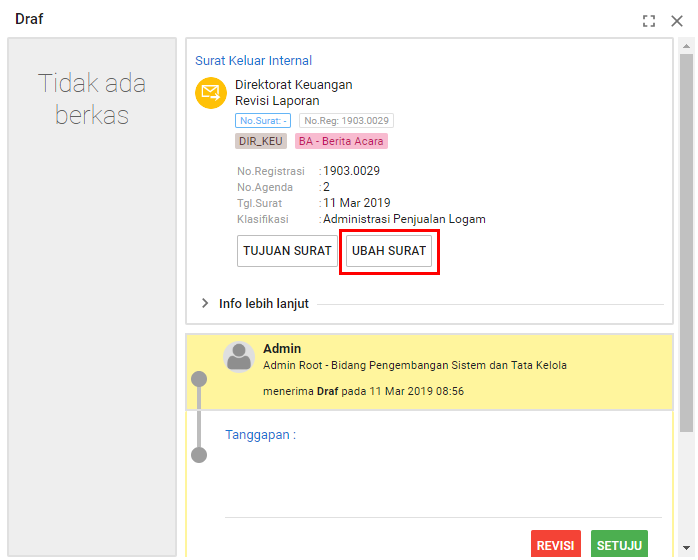 Draf
Tidak ada
berkas
Surat Keluar Internal
Direktorat Keuangan
Revisi Laporan
No.Surat: -
No.Reg: 1903.0029
DIR_KEU
BA - Berita Acara
No.Registrasi : 1903.0029
No.Agenda : 2
Tgl.Surat : 11 Mar 2019
Klasifikasi : Administrasi Penjualan Logam
TUJUAN SURAT
UBAH SURAT
Info lebih lanjut
Admin
Admin Root - Bidang Pengembangan Sistem dan Tata Kelola
menerima Draf pada 11 Mar 2019 08:56
Tanggapan :
REVISI
SETUJU